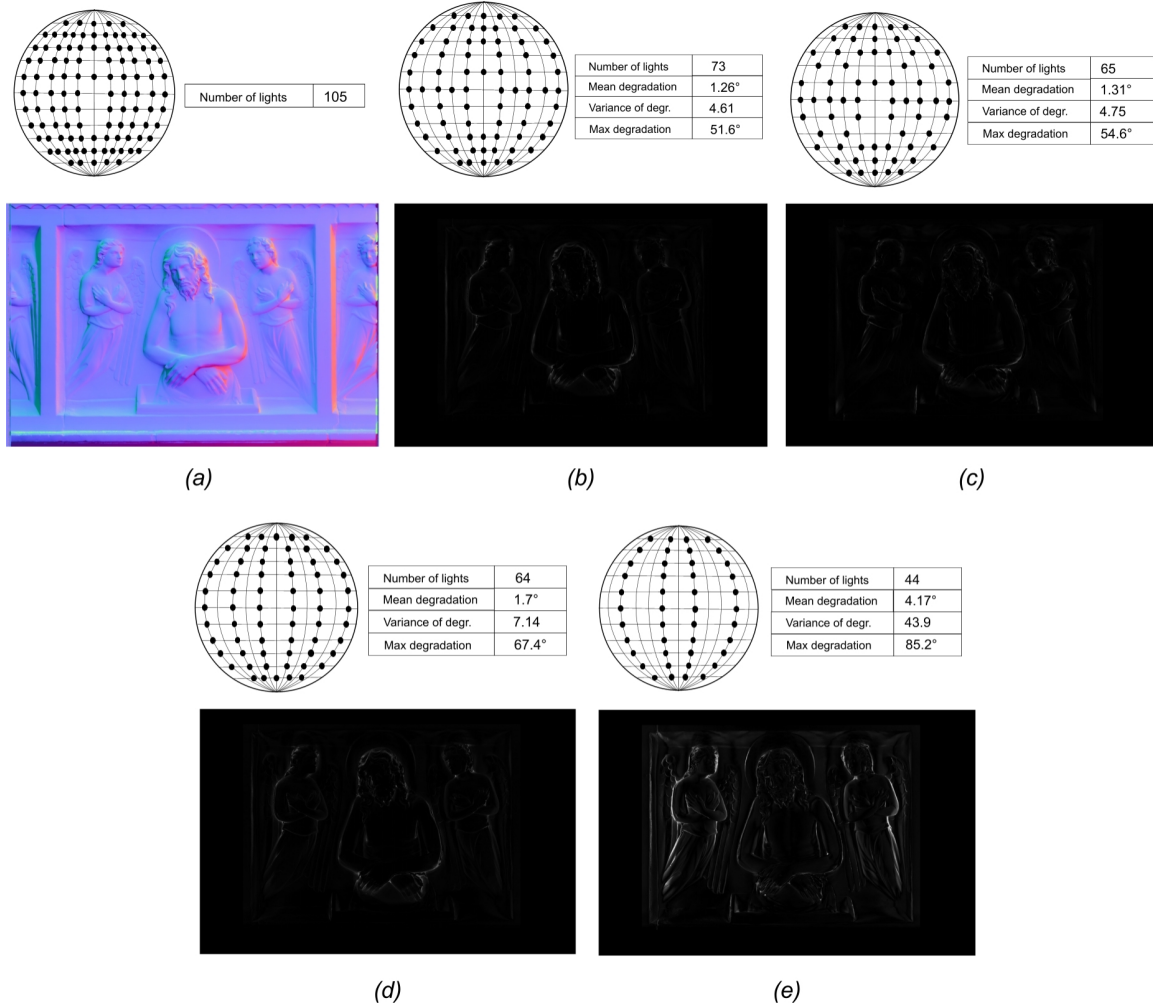 Number of lights 105
Number of lights 73
Mean degradation 1.26°
Variance of degr. 4.61
Max degradation 51.6°
Number of lights 65
Mean degradation 1.31°
Variance of degr. 4.75
Max degradation 54.6°
(a)
(b)
(c)
Number of lights 64
Mean degradation 1.7°
Variance of degr. 7.14
Max degradation 67.4°
Number of lights 44
Mean degradation 4.17°
Variance of degr. 43.9
Max degradation 85.2°
(d)
(e)